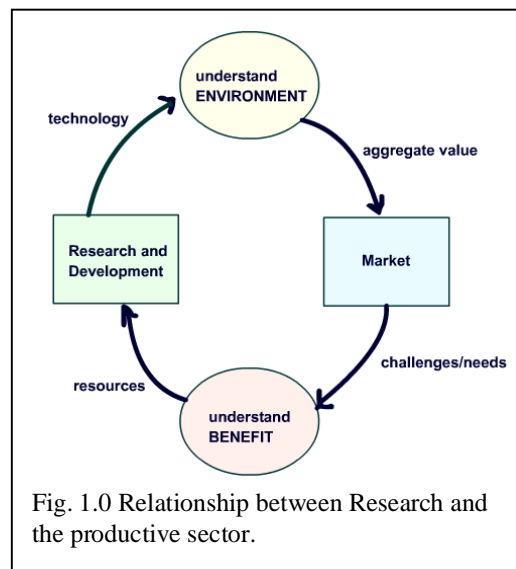 understand
ENVIRONMENT
technology
aggregate value
Research and
Development
Market
resources
challenges/needs
understand
BENEFIT
Fig. 1.0 Relationship between Research and
the productive sector.